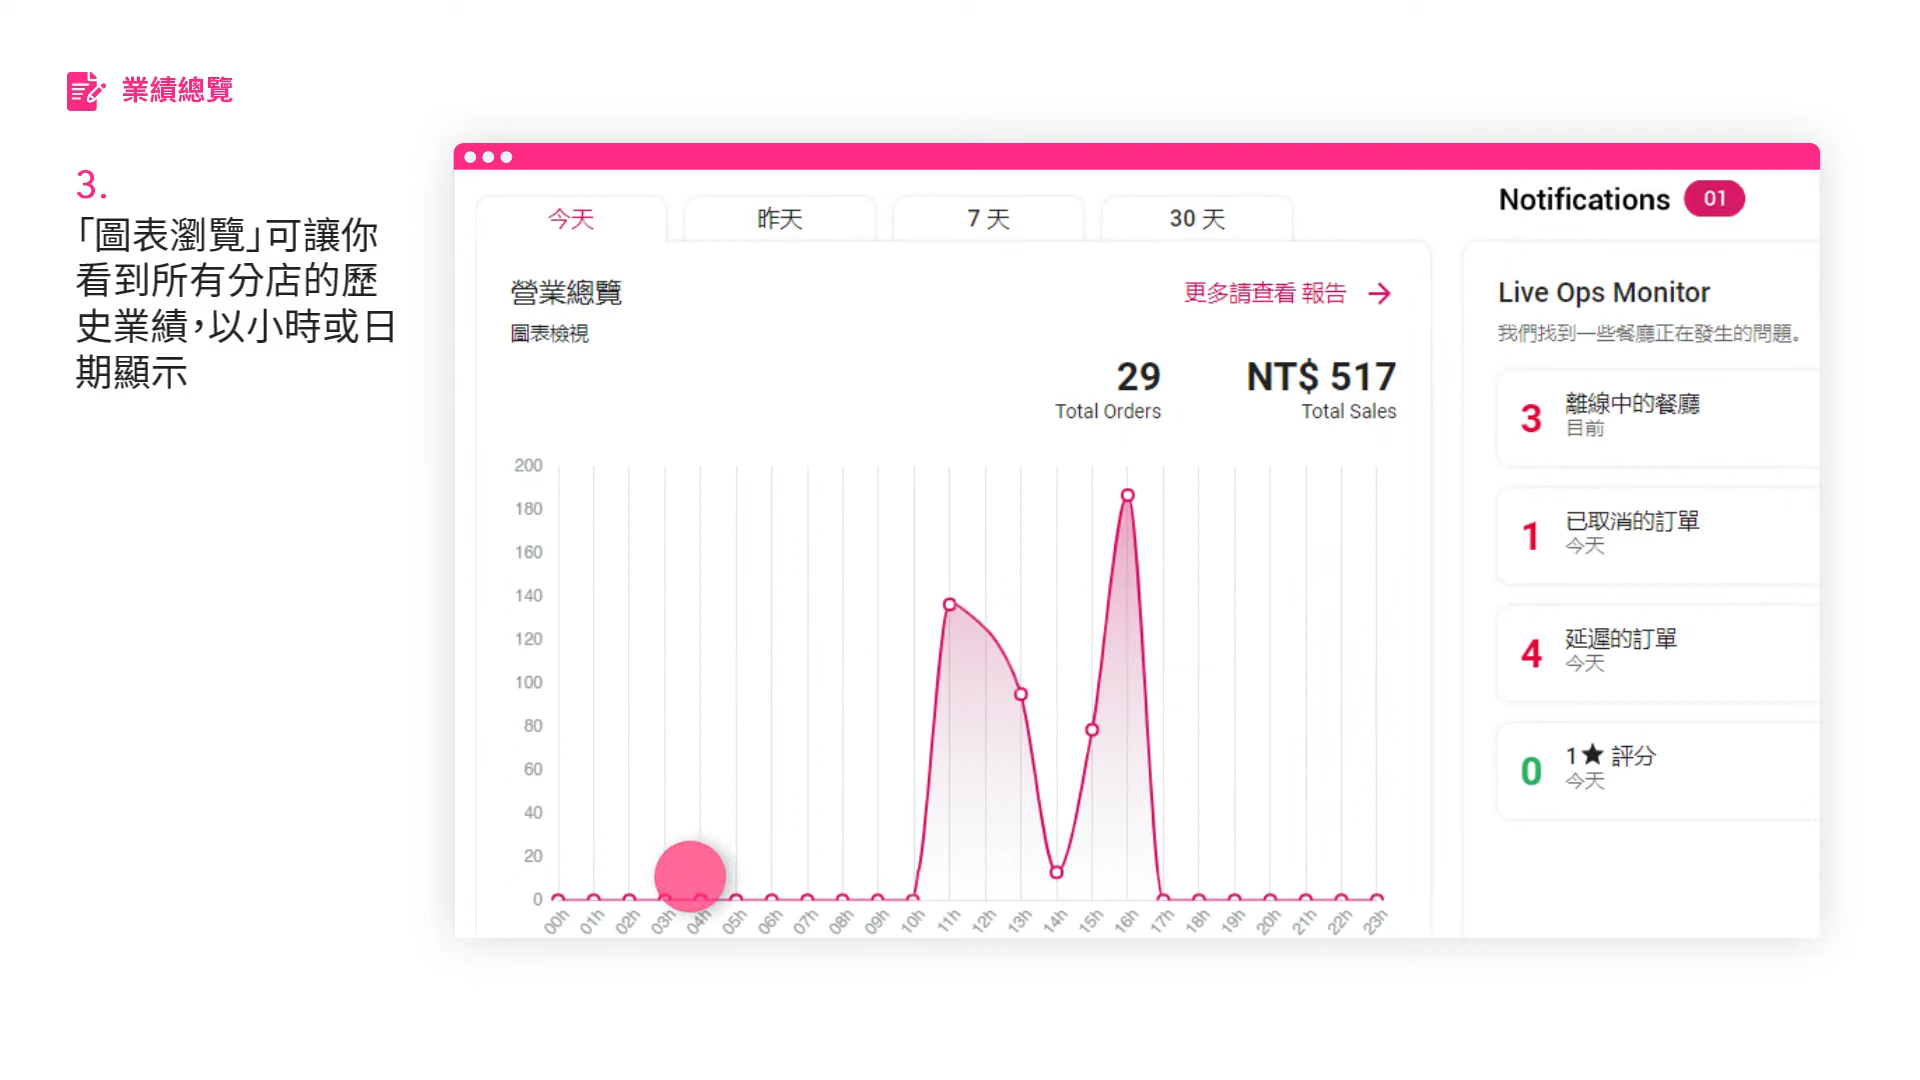 業績總覽
3.
「圖表瀏覽」可讓你
看到所有分店的歷
史業績，以小時或日
期顯示
今天
昨天
7 天
30 天
營業總覽
更多請查看 報告
圖表檢視
29
Total Orders
NT$ 517
Total Sales
200
180
160
140
120
100
80
60
40
20
0
00h 01h 02h 03h 04h 05h 06h 07h 08h 09h 10h 11h 12h 13h 14h 15h 16h 17h 18h 19h 20h 21h 22h 23h
Notifications 01
Live Ops Monitor
我們找到一些餐廳正在發生的問題。
3
離線中的餐廳
目前
1
已取消的訂單
今天
4
延遲的訂單
今天
0
1★ 評分
今天